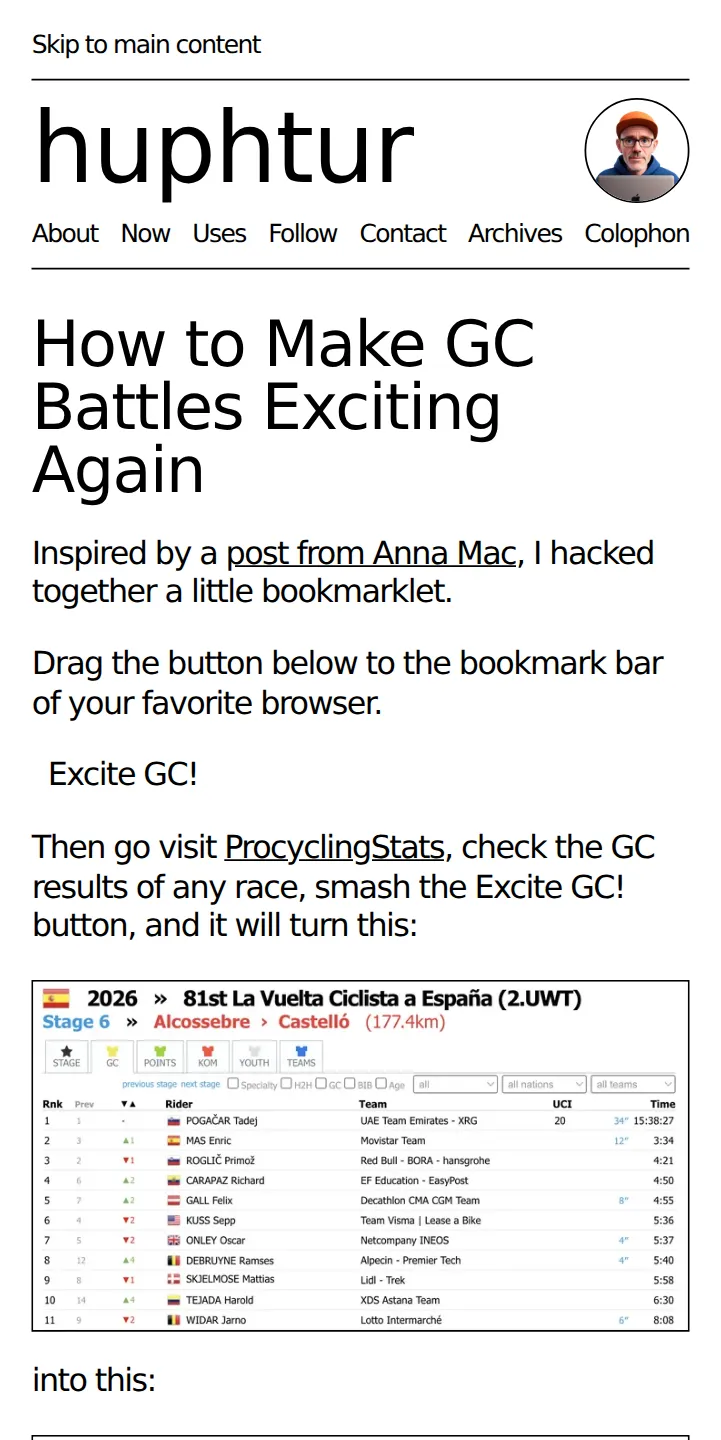 Skip to main content
huphtur
About Now Uses Follow Contact Archives Colophon
How to Make GC
Battles Exciting
Again
Inspired by a post from Anna Mac, I hacked
together a little bookmarklet.
Drag the button below to the bookmark bar
of your favorite browser.
Excite GC!
Then go visit ProcyclingStats, check the GC
results of any race, smash the Excite GC!
button, and it will turn this:
2026 » 81st La Vuelta Ciclista a España (2.UWT)
Stage 6 » Alcossebre › Castelló (177.4km)
STAGE GC POINTS KOM YOUTH TEAMS
previous stage next stage Specialty H2H GC BIB Age all all nations all teams
Rnk Prev ▼▲ Rider Team UCI Time
1 1 - POGAČAR Tadej UAE Team Emirates - XRG 20 34″ 15:38:27
2 3 ▲1 MAS Enric Movistar Team 12″ 3:34
3 2 ▼1 ROGLIČ Primož Red Bull - BORA - hansgrohe 4:21
4 6 ▲2 CARAPAZ Richard EF Education - EasyPost 4:50
5 7 ▲2 GALL Felix Decathlon CMA CGM Team 8″ 4:55
6 4 ▼2 KUSS Sepp Team Visma | Lease a Bike 5:36
7 5 ▼2 ONLEY Oscar Netcompany INEOS 4″ 5:37
8 12 ▲4 DEBRUYNE Ramses Alpecin - Premier Tech 4″ 5:40
9 8 ▼1 SKJELMOSE Mattias Lidl - Trek 5:58
10 14 ▲4 TEJADA Harold XDS Astana Team 6:30
11 9 ▼2 WIDAR Jarno Lotto Intermarché 6″ 8:08
into this: